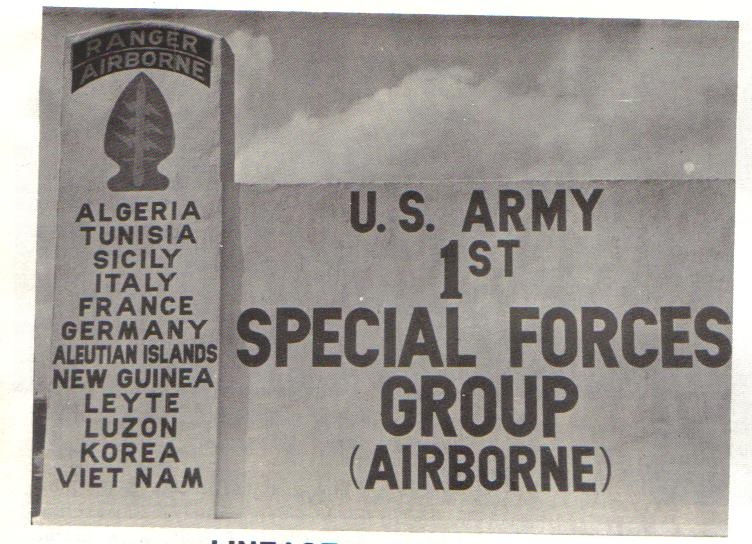 RANGER
AIRBORNE
ALGERIA
TUNISIA
SICILY
ITALY
FRANCE
GERMANY
ALEUTIAN ISLANDS
NEW GUINEA
LEYTE
LUZON
KOREA
VIET NAM
U. S. ARMY
1ST
SPECIAL FORCES
GROUP
(AIRBORNE)